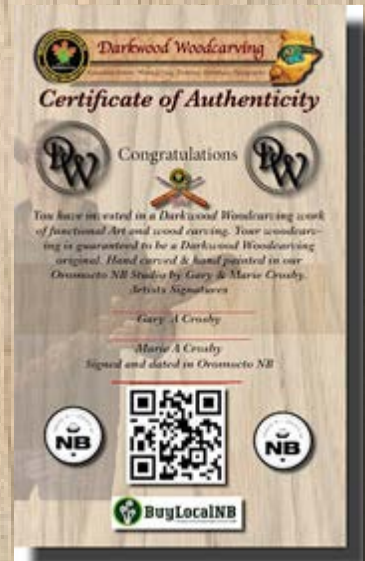 Darkwood Woodcarving
Certificate of Authenticity
DW
DW
Congratulations
You have invested in a Darkwood Woodcarving work
of functional Art and wood carving. Your woodcarv-
ing is guaranteed to be a Darkwood Woodcarving
original. Hand carved & hand painted in our
Oromocto NB Studio by Gary & Marie Crosby.
Artists Signatures
Gary A Crosby
Marie A Crosby
Signed and dated in Oromocto NB
NB
NB
BuyLocalNB